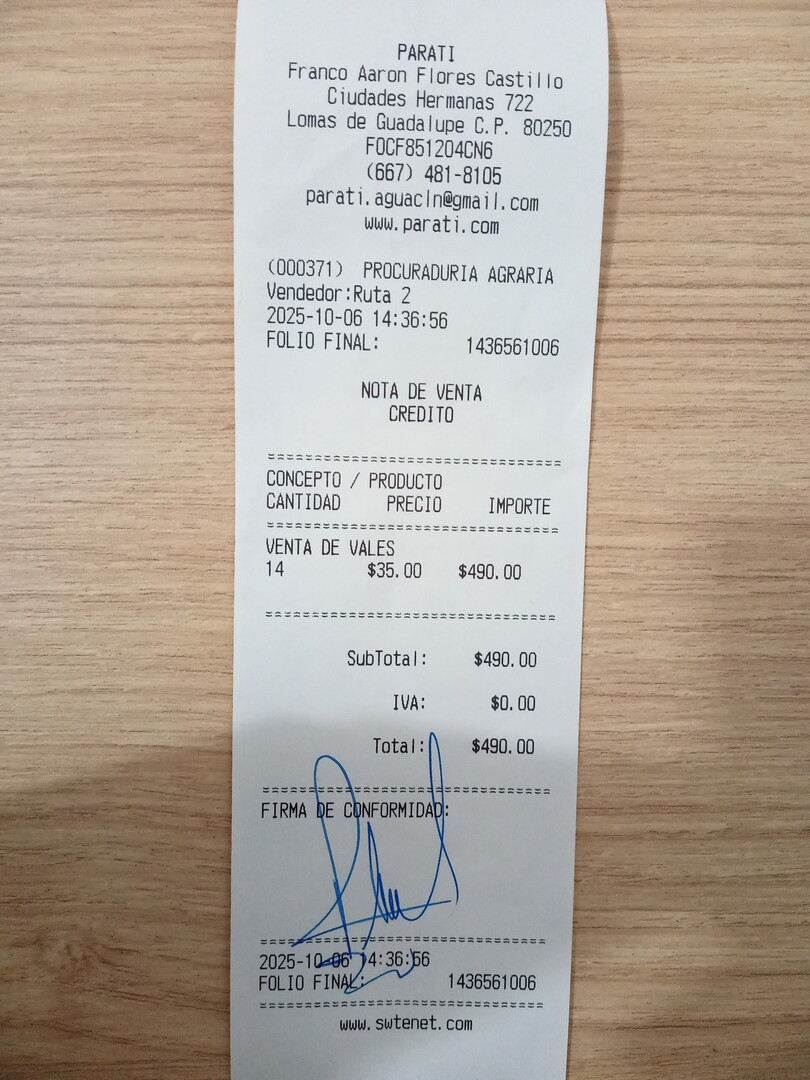 PARATI
Franco Aaron Flores Castillo
Ciudades Hermanas 722
Lomas de Guadalupe C.P. 80250
FOCF851204CN6
(667) 481-8105
parati.aguacln@gmail.com
www.parati.com
(000371) PROCURADURIA AGRARIA
Vendedor:Ruta 2
2025-10-06 14:36:56
FOLIO FINAL: 1436561006
NOTA DE VENTA
CREDITO
==================================
CONCEPTO / PRODUCTO
CANTIDAD PRECIO IMPORTE
==================================
VENTA DE VALES
14 $35.00 $490.00
==================================
SubTotal: $490.00
IVA: $0.00
Total: $490.00
==================================
FIRMA DE CONFORMIDAD:
==================================
2025-10-06 14:36:56
FOLIO FINAL: 1436561006
==================================
www.swtenet.com